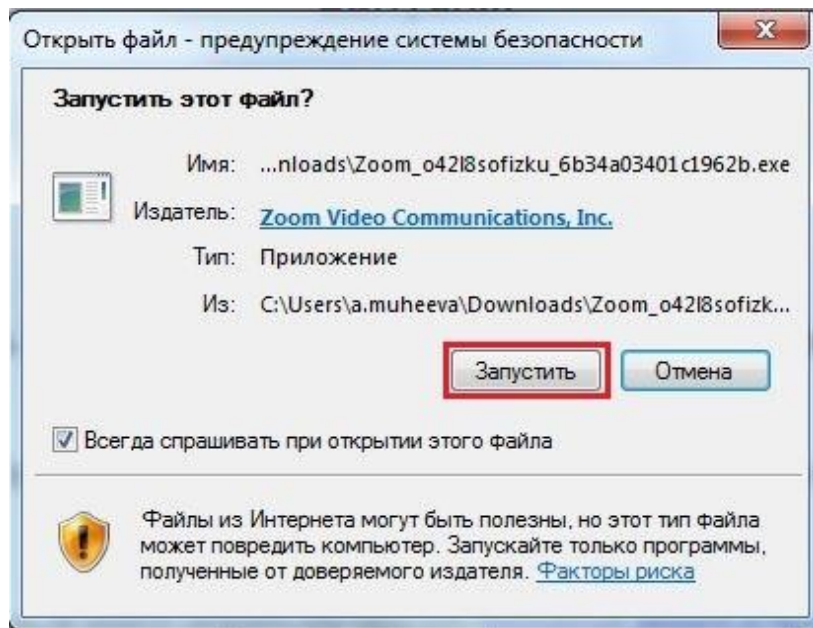 Открыть файл - предупреждение системы безопасности
Запустить этот файл?
Имя: ...nloads\Zoom_o42l8sofizku_6b34a03401c1962b.exe
Издатель: Zoom Video Communications, Inc.
Тип: Приложение
Из: C:\Users\a.muheeva\Downloads\Zoom_o42l8sofizk...
Запустить Отмена
Всегда спрашивать при открытии этого файла
Файлы из Интернета могут быть полезны, но этот тип файла
может повредить компьютер. Запускайте только программы,
полученные от доверяемого издателя. Факторы риска